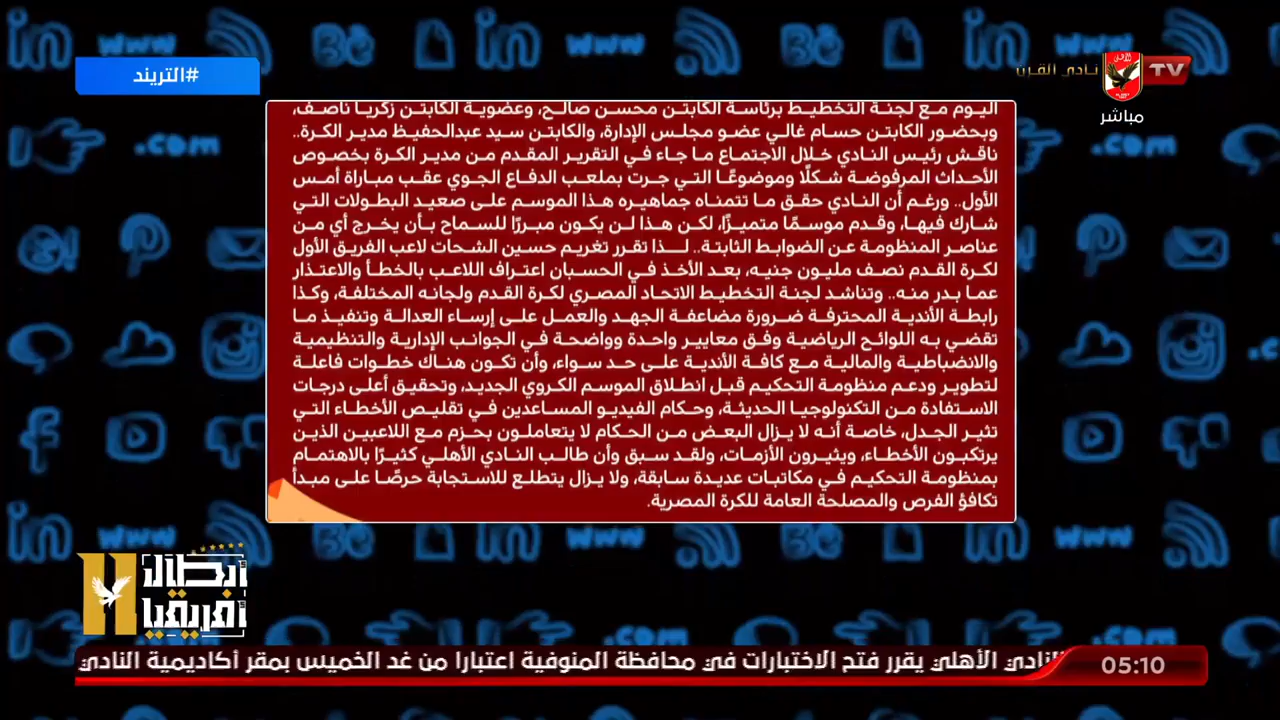 #التريند
نادي القرن
TV
مباشر
اليوم مع لجنة التخطيط برئاسة الكابتن محسن صالح، وعضوية الكابتن زكريا ناصف،
وبحضور الكابتن حسام غالي عضو مجلس الإدارة، والكابتن سيد عبدالحفيظ مدير الكرة..
ناقش رئيس النادي خلال الاجتماع ما جاء في التقرير المقدم من مدير الكرة بخصوص
الأحداث المرفوضة شكلًا وموضوعًا التي جرت بملعب الدفاع الجوي عقب مباراة أمس
الأول.. ورغم أن النادي حقق ما تتمناه جماهيره هذا الموسم على صعيد البطولات التي
شارك فيها، وقدم موسمًا متميزًا، لكن هذا لن يكون مبررًا للسماح بأن يخرج أي من
عناصر المنظومة عن الضوابط الثابتة.. لــذا تقرر تغريم حسين الشحات لاعب الفريق الأول
لكرة القدم نصف مليون جنيه، بعد الأخذ في الحسبان اعتراف اللاعب بالخطأ والاعتذار
عما بدر منه.. وتناشد لجنة التخطيط الاتحاد المصري لكرة القدم ولجانه المختلفة، وكذا
رابطة الأندية المحترفة ضرورة مضاعفة الجهد والعمل على إرساء العدالة وتنفيذ ما
تقضي به اللوائح الرياضية وفق معايير واحدة وواضحة في الجوانب الإدارية والتنظيمية
والانضباطية والمالية مع كافة الأندية على حد سواء، وأن تكون هناك خطوات فاعلة
لتطوير ودعم منظومة التحكيم قبل انطلاق الموسم الكروي الجديد، وتحقيق أعلى درجات
الاستفادة من التكنولوجيا الحديثة، وحكام الفيديو المساعدين في تقليص الأخطاء التي
تثير الجدل، خاصة أنه لا يزال البعض من الحكام لا يتعاملون بحزم مع اللاعبين الذين
يرتكبون الأخطاء، ويثيرون الأزمات، ولقد سبق وأن طالب النادي الأهلي كثيرًا بالاهتمام
بمنظومة التحكيم في مكاتبات عديدة سابقة، ولا يزال يتطلع للاستجابة حرصًا على مبدأ
تكافؤ الفرص والمصلحة العامة للكرة المصرية.
أبطال
أفريقيا
11
النادي الأهلي يقرر فتح الاختبارات في محافظة المنوفية اعتبارا من غد الخميس بمقر أكاديمية النادي
05:10